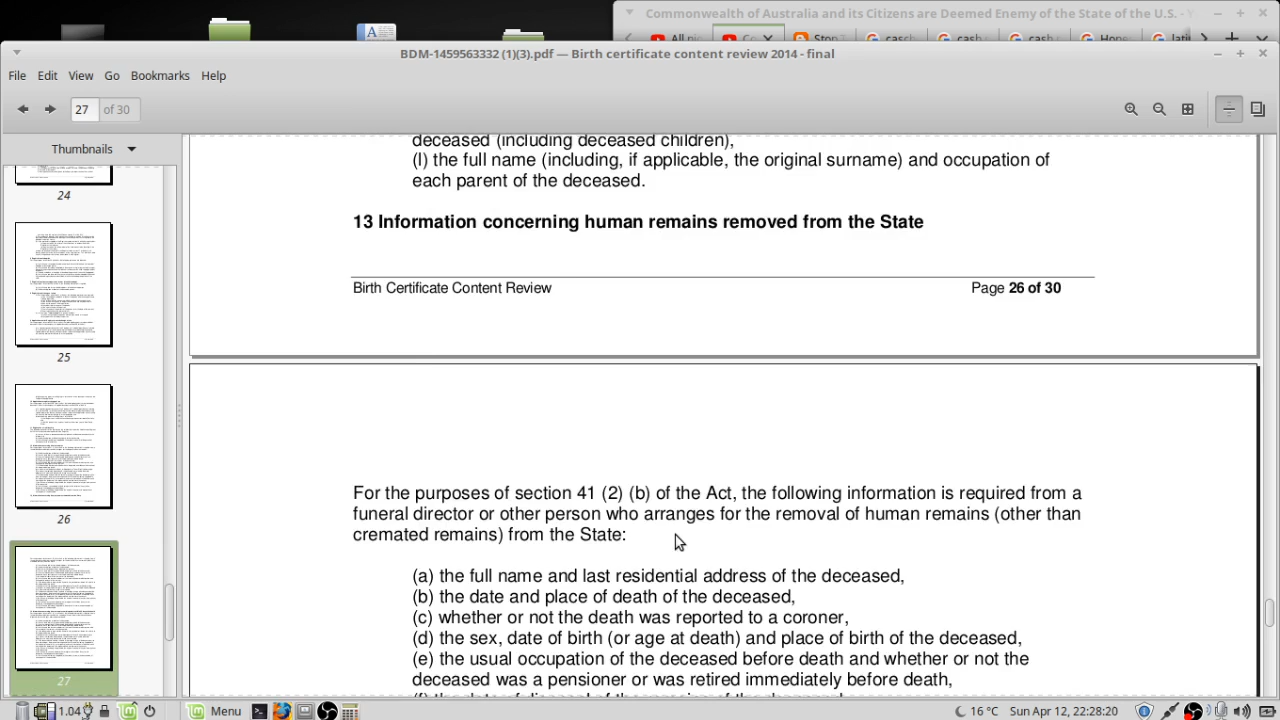 Commonwealth of Australia and its Citizens are Deemed Enemy of the State of the U.S. - Y
All
Stop
casch
cash
cash
Hone
BDM-1459563332 (1)(3).pdf — Birth certificate content review 2014 - final
File Edit View Go Bookmarks Help
27 of 30
Thumbnails
24
25
26
27
deceased (including deceased children),
(l) the full name (including, if applicable, the original surname) and occupation of
each parent of the deceased.
13 Information concerning human remains removed from the State
Birth Certificate Content Review Page 26 of 30
For the purposes of section 41 (2) (b) of the Act, the following information is required from a
funeral director or other person who arranges for the removal of human remains (other than
cremated remains) from the State:
(a) the full name and last residential address of the deceased,
(b) the date and place of death of the deceased,
(c) whether or not the death was reported to a coroner,
(d) the sex, date of birth (or age at death) and place of birth of the deceased,
(e) the usual occupation of the deceased before death and whether or not the
deceased was a pensioner or was retired immediately before death,
1.04 Menu 16 °C Sun Apr 12, 22:28:20